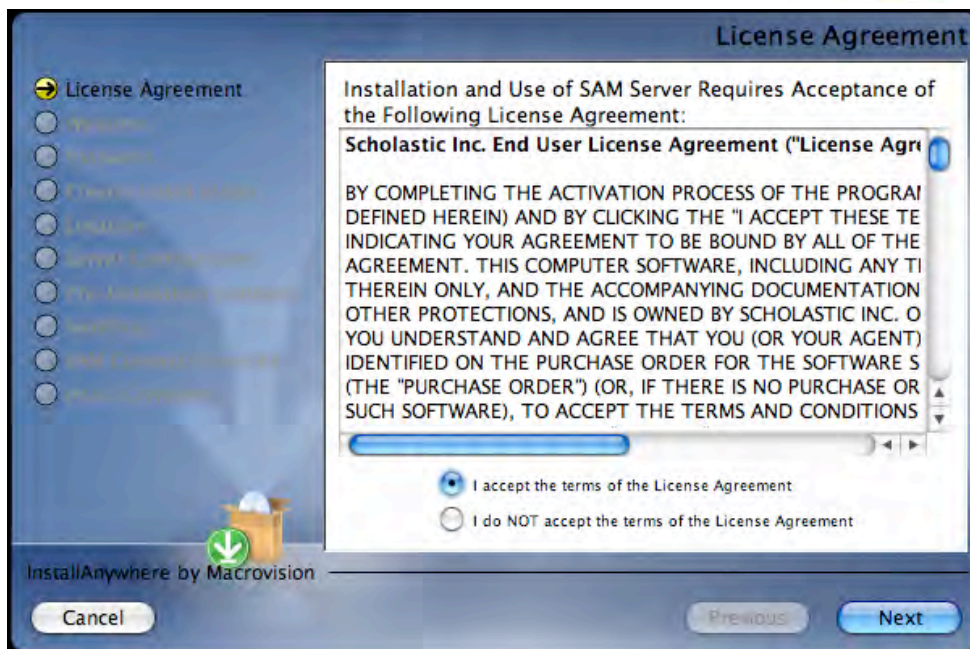 License Agreement
License Agreement
Installation and Use of SAM Server Requires Acceptance of
the Following License Agreement:
Scholastic Inc. End User License Agreement ("License Agre
BY COMPLETING THE ACTIVATION PROCESS OF THE PROGRAM
DEFINED HEREIN) AND BY CLICKING THE "I ACCEPT THESE TE
INDICATING YOUR AGREEMENT TO BE BOUND BY ALL OF THE
AGREEMENT. THIS COMPUTER SOFTWARE, INCLUDING ANY
THEREIN ONLY, AND THE ACCOMPANYING DOCUMENTATION
OTHER PROTECTIONS, AND IS OWNED BY SCHOLASTIC INC. O
YOU UNDERSTAND AND AGREE THAT YOU (OR YOUR AGENT)
IDENTIFIED ON THE PURCHASE ORDER FOR THE SOFTWARE S
(THE "PURCHASE ORDER") (OR, IF THERE IS NO PURCHASE OR
SUCH SOFTWARE), TO ACCEPT THE TERMS AND CONDITIONS
I accept the terms of the License Agreement
I do NOT accept the terms of the License Agreement
InstallAnywhere by Macrovision
Cancel
Previous
Next